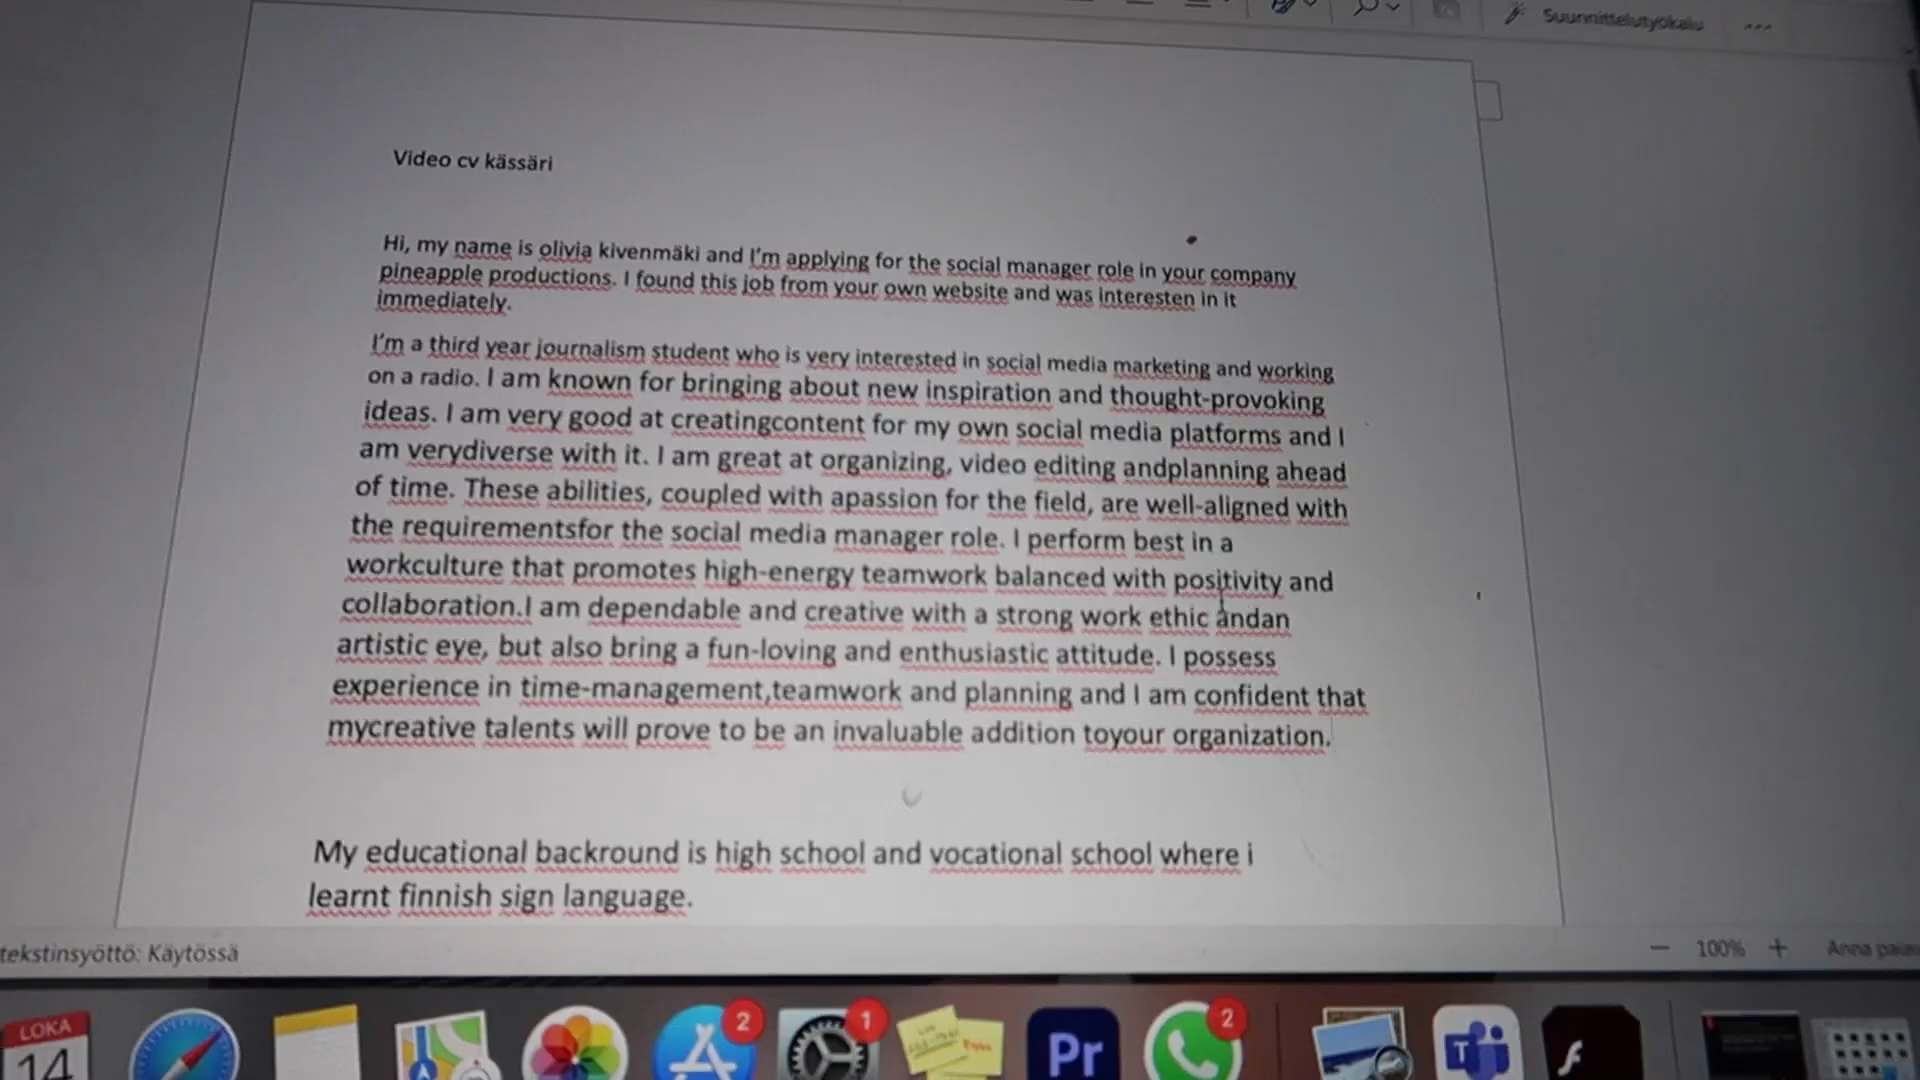 Suunnittelutyökalu
Video cv kässäri
Hi, my name is olivia kivenmäki and I'm applying for the social manager role in your company
pineapple productions. I found this job from your own website and was interesten in it
immediately.
I'm a third year journalism student who is very interested in social media marketing and working
on a radio. I am known for bringing about new inspiration and thought-provoking
ideas. I am very good at creatingcontent for my own social media platforms and I
am verydiverse with it. I am great at organizing, video editing andplanning ahead
of time. These abilities, coupled with apassion for the field, are well-aligned with
the requirementsfor the social media manager role. I perform best in a
workculture that promotes high-energy teamwork balanced with positivity and
collaboration.I am dependable and creative with a strong work ethic andan
artistic eye, but also bring a fun-loving and enthusiastic attitude. I possess
experience in time-management,teamwork and planning and I am confident that
mycreative talents will prove to be an invaluable addition toyour organization.
My educational backround is high school and vocational school where i
learnt finnish sign language.
tekstinsyöttö: Käytössä
100%
Anna
LOKA
14
2
1
2
Pr
T